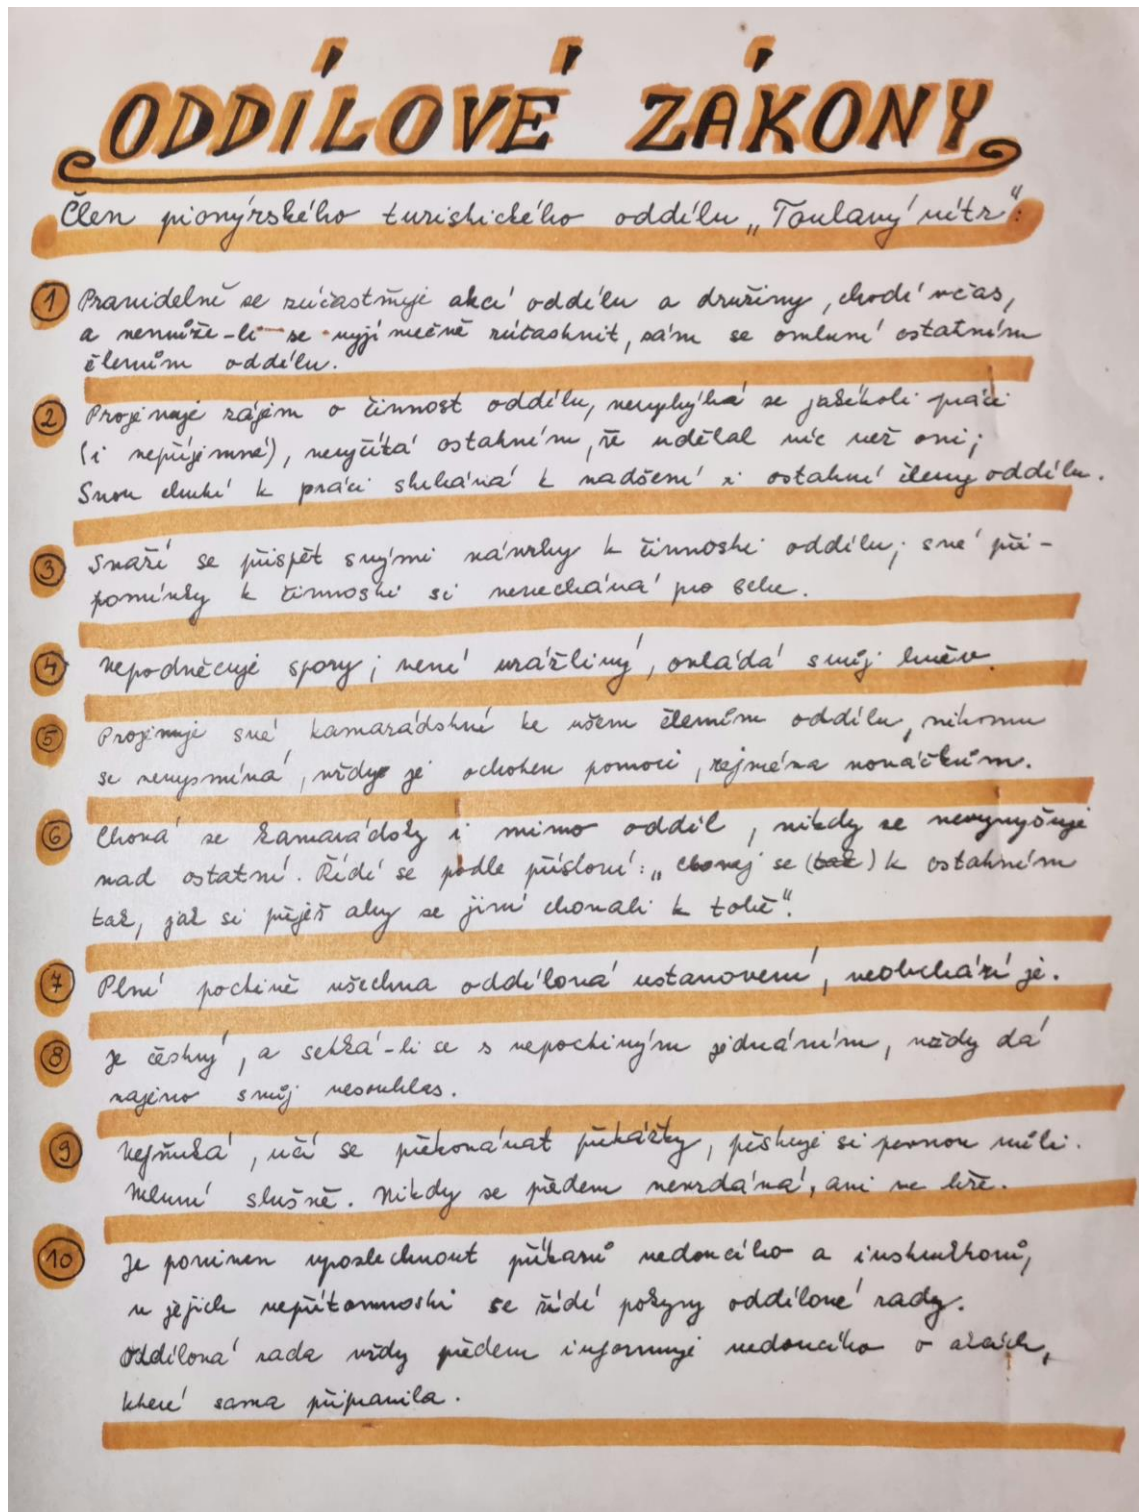 ODDÍLOVÉ ZÁKONY
Člen pionýrského turistického oddílu „Toulavý vítr":
1 Pravidelně se zúčastňuje akcí oddílu a družiny, chodí včas,
a nemůže-li se vyjímečně zúčastnit, sám se omluví ostatním
členům oddílu.
2 Projevuje zájem o činnost oddílu, nevyhýbá se jakékoli práci
(i nepříjemné), nevyčítá ostatním, že udělal víc než oni;
Svou chutí k práci strhává k nadšení i ostatní členy oddílu.
3 Snaží se přispět svými návrhy k činnosti oddílu; své při-
pomínky k činnosti si nenechává pro sebe.
4 Nepodněcuje spory; není urážlivý, ovládá svůj hněv.
5 Projevuje své kamarádství ke všem členům oddílu, nikomu
se nevysmívá, vždy je ochoten pomoci, zejména nováčkům.
6 Chová se kamarádsky i mimo oddíl, nikdy se nevyvyšuje
nad ostatní. Řídí se podle přísloví: „chovej se (tak) k ostatním
tak, jak si přeješ aby se jiní chovali k tobě".
7 Plní poctivě všechna oddílová ustanovení, neobchází je.
8 Je čestný, a setká-li se s nepoctivým jednáním, vždy dá
najevo svůj nesouhlas.
9 Nefňuká, učí se překonávat překážky, pěstuje si pevnou vůli.
Mluví slušně. Nikdy se předem nevzdává, ani ve hře.
10 Je povinen uposlechnout příkazů vedoucího a instruktorů,
v jejich nepřítomnosti se řídí pokyny oddílové rady.
Oddílová rada vždy předem informuje vedoucího o akcích,
které sama připravila.